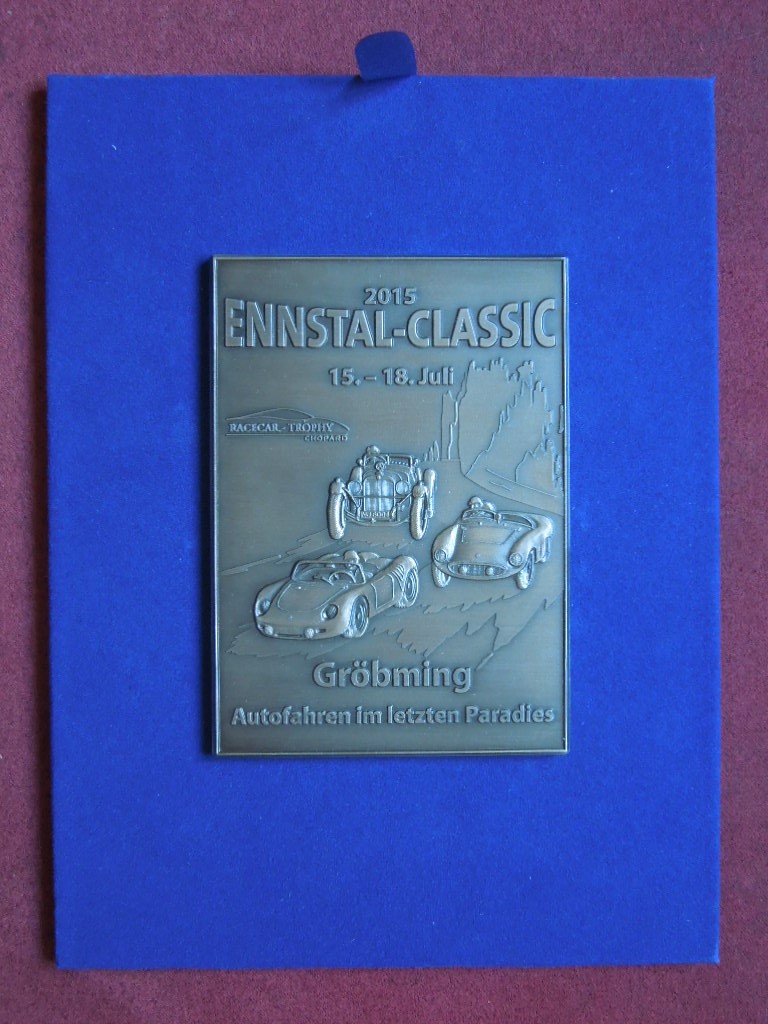 2015
ENNSTAL-CLASSIC
15. – 18. Juli
RACECAR - TROPHY
CHOPARD
Gröbming
Autofahren im letzten Paradies